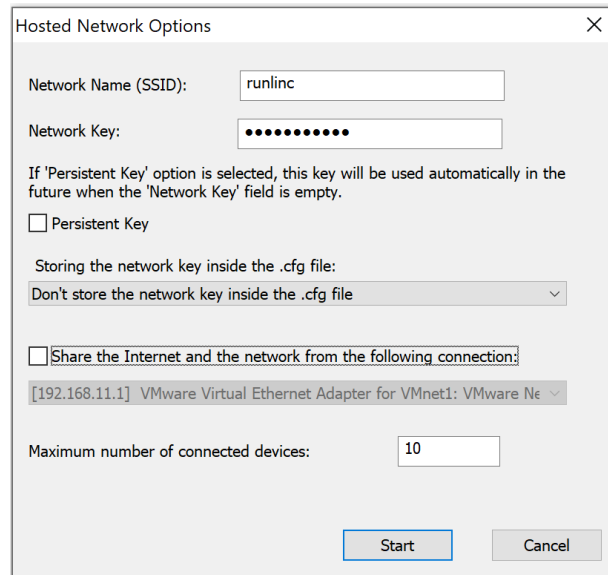 Hosted Network Options
Network Name (SSID): runlinc
Network Key: ●●●●●●●●●●●
If 'Persistent Key' option is selected, this key will be used automatically in the
future when the 'Network Key' field is empty.
Persistent Key
Storing the network key inside the .cfg file:
Don't store the network key inside the .cfg file
Share the Internet and the network from the following connection:
[192.168.11.1] VMware Virtual Ethernet Adapter for VMnet1: VMware Ne
Maximum number of connected devices: 10
Start Cancel